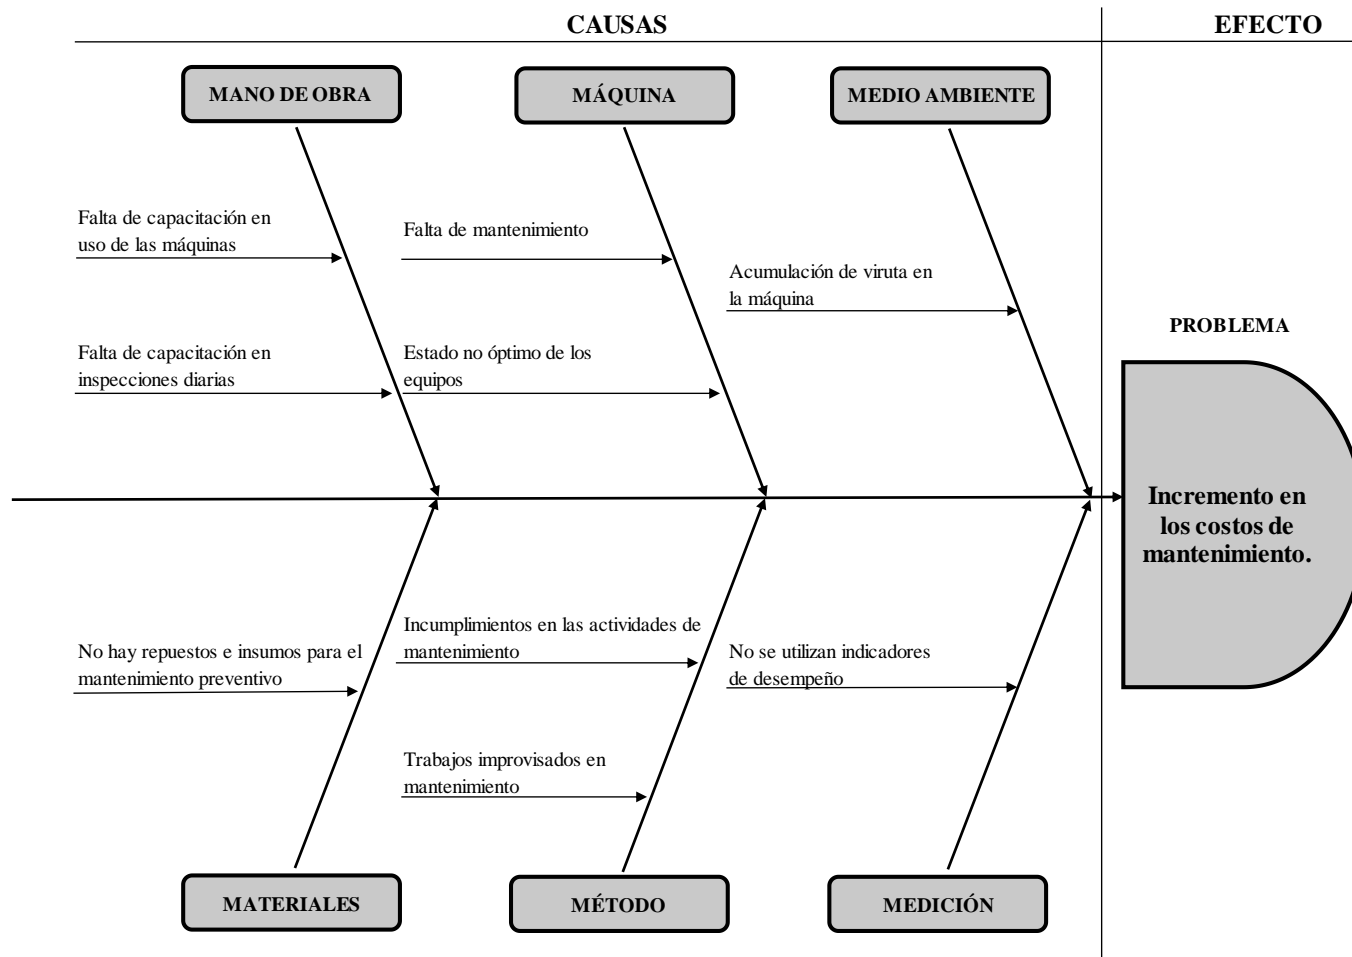 CAUSAS
EFECTO
MANO DE OBRA
MÁQUINA
MEDIO AMBIENTE
Falta de capacitación en
uso de las máquinas
Falta de mantenimiento
Acumulación de viruta en
la máquina
Falta de capacitación en
inspecciones diarias
Estado no óptimo de los
equipos
PROBLEMA
Incremento en
los costos de
mantenimiento.
No hay repuestos e insumos para el
mantenimiento preventivo
Incumplimientos en las actividades de
mantenimiento
No se utilizan indicadores
de desempeño
Trabajos improvisados en
mantenimiento
MATERIALES
MÉTODO
MEDICIÓN